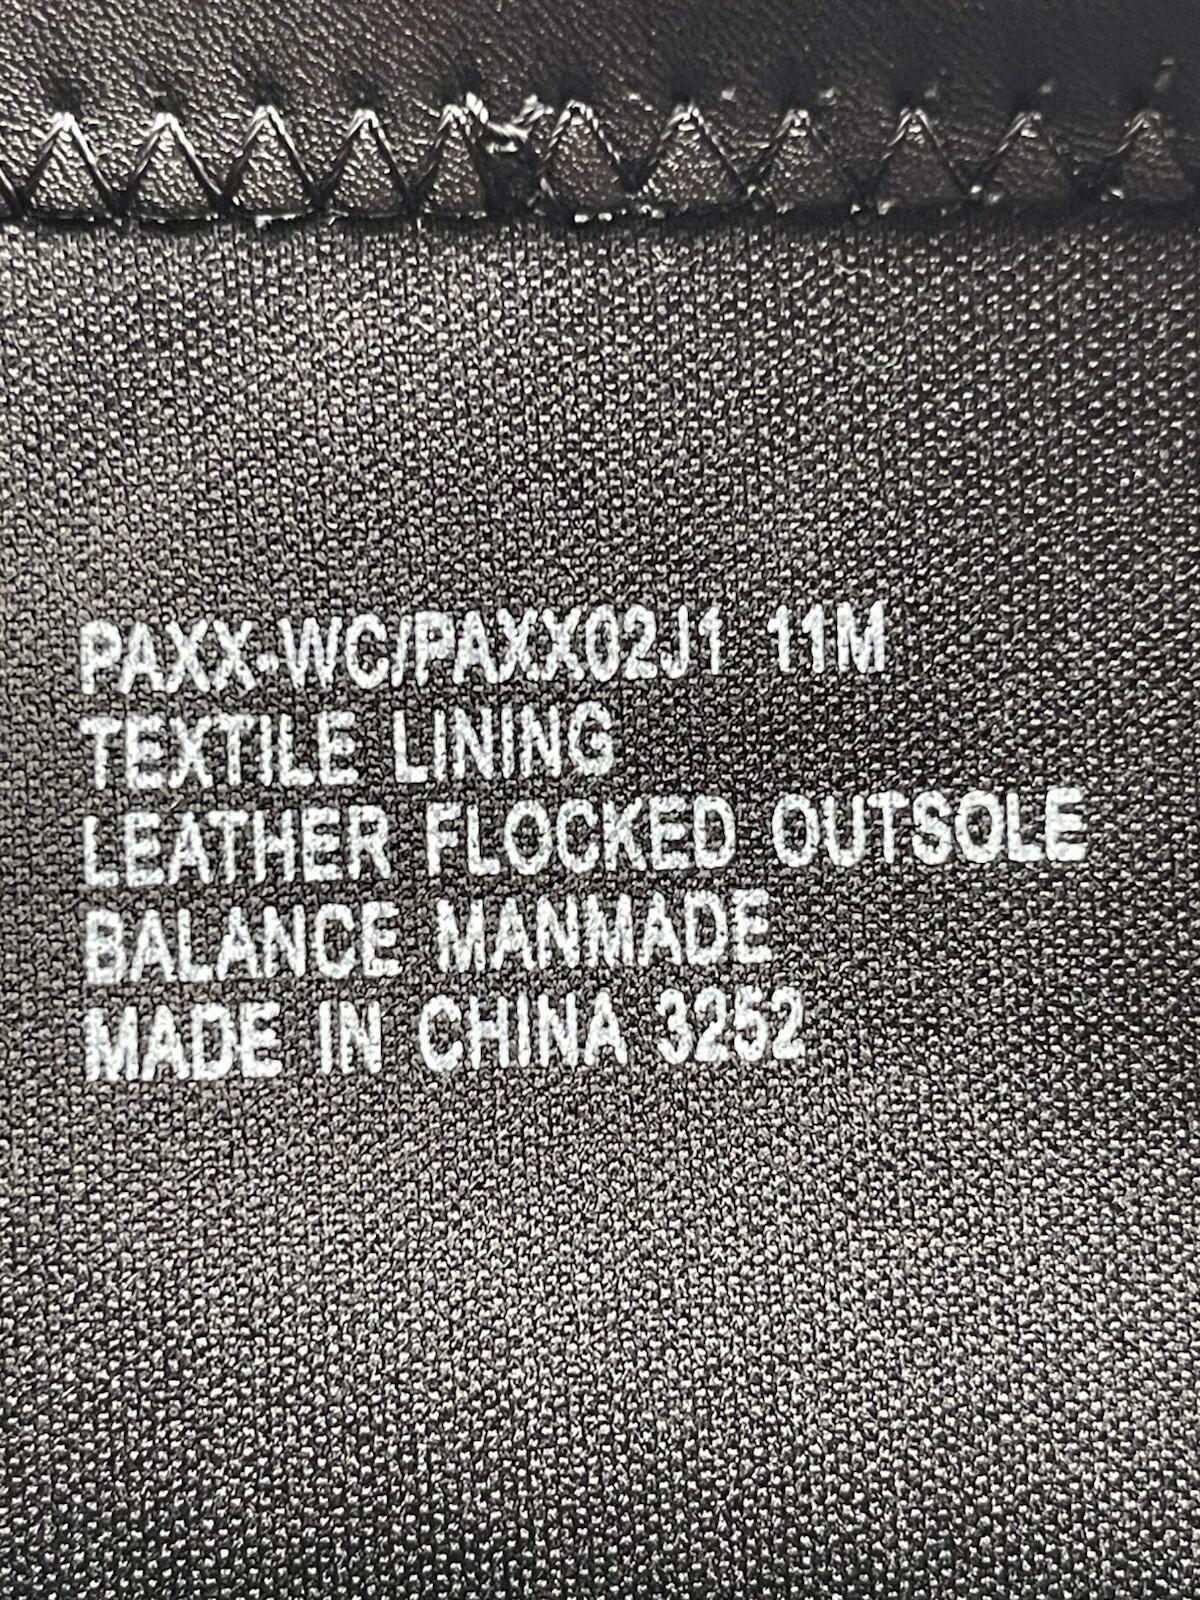 PAXX-WC/PAXX02J1 11M
TEXTILE LINING
LEATHER FLOCKED OUTSOLE
BALANCE MANMADE
MADE IN CHINA 3252